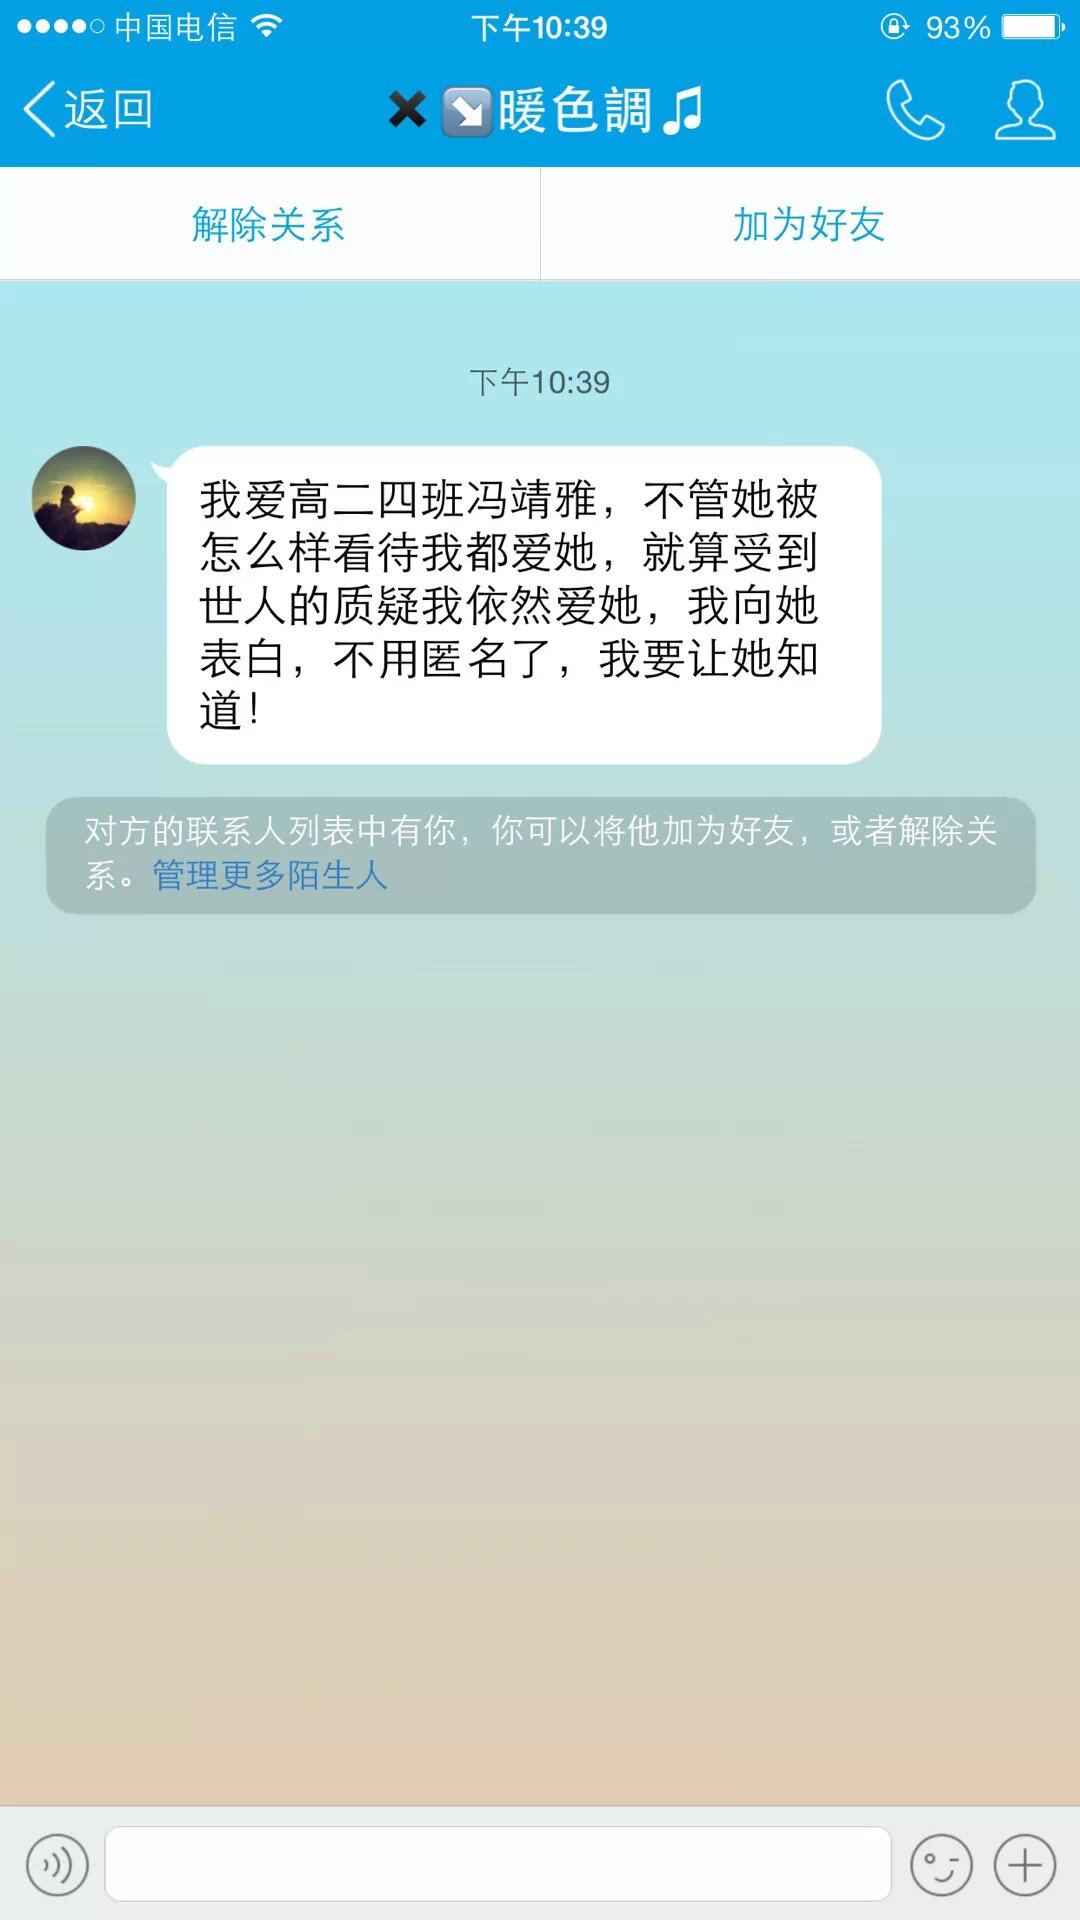 中国电信
下午10:39
93%
返回
暖色調♫
解除关系
加为好友
下午10:39
我爱高二四班冯靖雅，不管她被
怎么样看待我都爱她，就算受到
世人的质疑我依然爱她，我向她
表白，不用匿名了，我要让她知
道！
对方的联系人列表中有你，你可以将他加为好友，或者解除关
系。管理更多陌生人